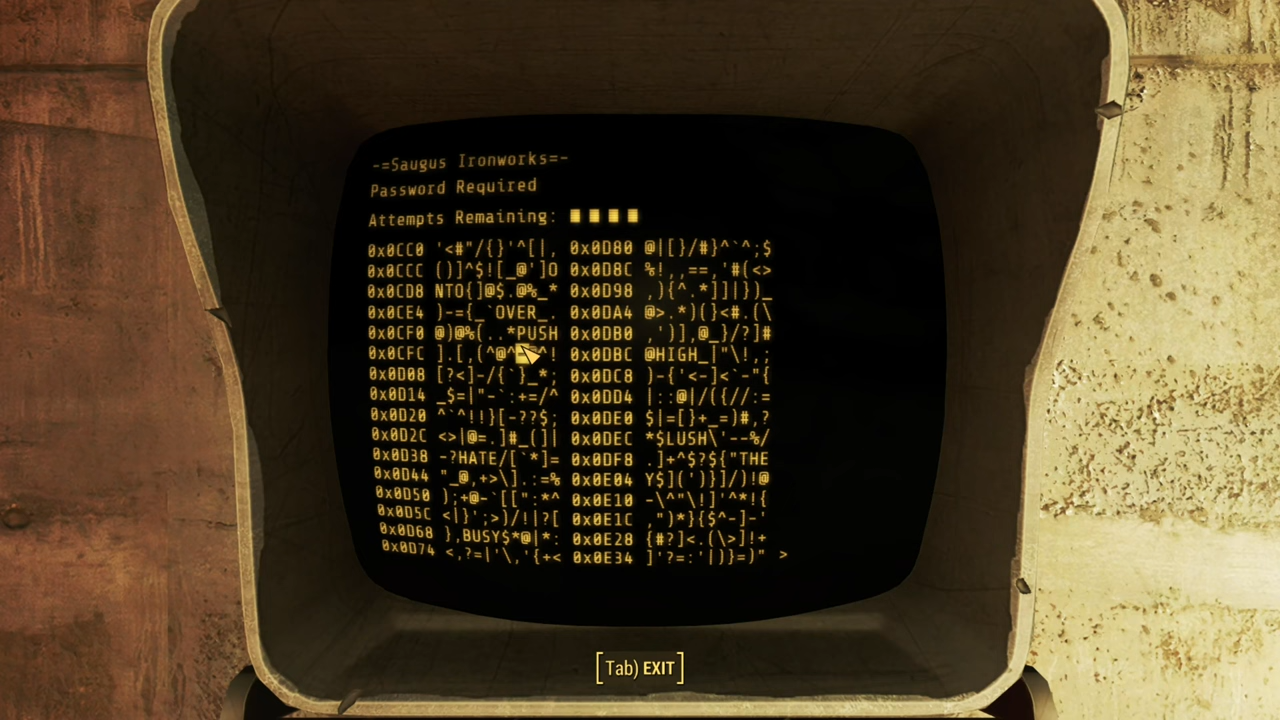 -=Saugus Ironworks=-
Password Required
Attempts Remaining:
0x0CC0 '<#"/{}'^[|, 0x0D80 @|[}/#}^`^;$
0x0CCC ()]^$![_@']O 0x0D8C %!,,==,'#(<>
0x0CD8 NTO{]@$.@%_* 0x0D98 ,){^.*]]|})_
0x0CE4 )-={_`OVER_. 0x0DA4 @>.*)(}<#.(\
0x0CF0 @)@%(..*PUSH 0x0DB0 ,')],@_}/?]#
0x0CFC ].[,(^@^ ^! 0x0DBC @HIGH_|"\!,;
0x0D08 [?<]-/{`}_*; 0x0DC8 )-{'<-]<`-"{
0x0D14 _$=|"-`:+=/^ 0x0DD4 |::@|/({//:=
0x0D20 ^`^!!}[-??$; 0x0DE0 $|=[}+_=)#,?
0x0D2C <>|@=.]#_(]| 0x0DEC *$LUSH\'--%/
0x0D38 -?HATE/[`*]= 0x0DF8 .]+^$?${"THE
0x0D44 "_@,+>\].:=% 0x0E04 Y$](')}]/)!@
0x0D50 );+@-`[[":*^ 0x0E10 -\^"\!]'^*!{
0x0D5C <|}';>)/!|?[ 0x0E1C ,")*}{$^-]-'
0x0D68 },BUSY$*@|*: 0x0E28 {#?]<.(\>]!+
0x0D74 <,?=|'\,'{+< 0x0E34 ]'?=:'|)}=)" >
[Tab) EXIT]